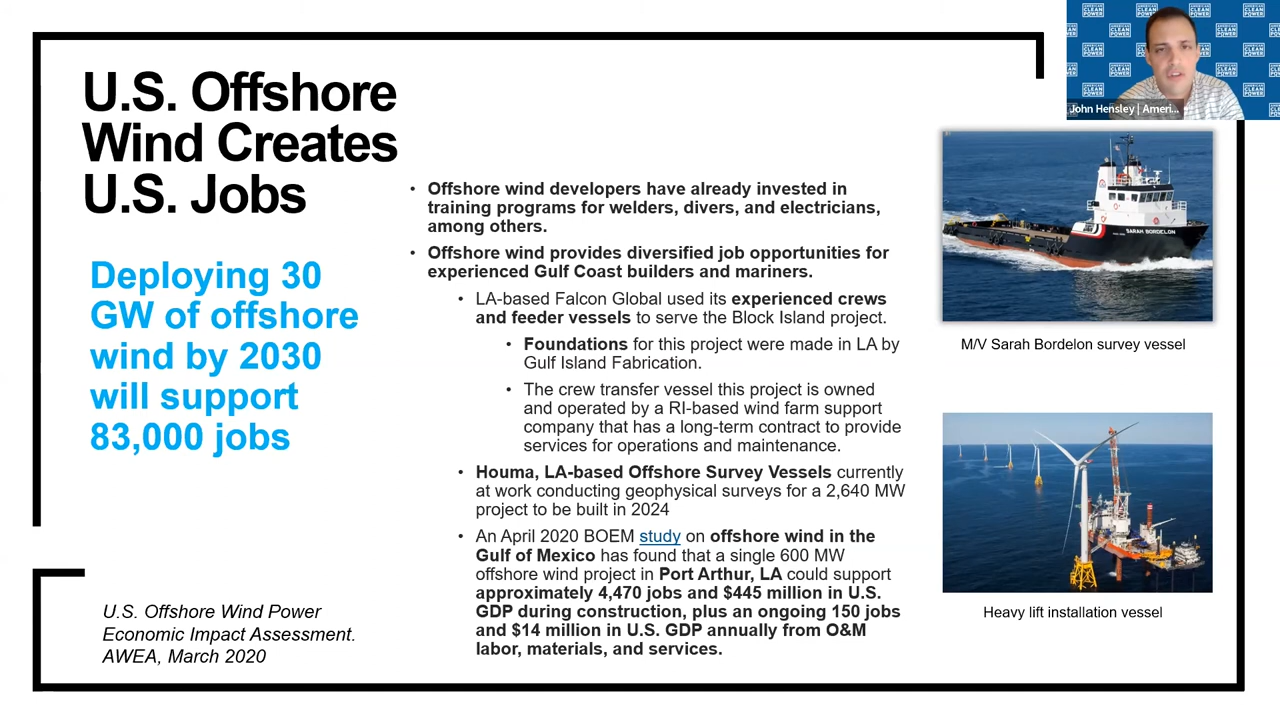 U.S. Offshore
Wind Creates
U.S. Jobs
Deploying 30
GW of offshore
wind by 2030
will support
83,000 jobs
U.S. Offshore Wind Power
Economic Impact Assessment.
AWEA, March 2020
• Offshore wind developers have already invested in
training programs for welders, divers, and electricians,
among others.
• Offshore wind provides diversified job opportunities for
experienced Gulf Coast builders and mariners.
• LA-based Falcon Global used its experienced crews
and feeder vessels to serve the Block Island project.
• Foundations for this project were made in LA by
Gulf Island Fabrication.
• The crew transfer vessel this project is owned
and operated by a RI-based wind farm support
company that has a long-term contract to provide
services for operations and maintenance.
• Houma, LA-based Offshore Survey Vessels currently
at work conducting geophysical surveys for a 2,640 MW
project to be built in 2024
• An April 2020 BOEM study on offshore wind in the
Gulf of Mexico has found that a single 600 MW
offshore wind project in Port Arthur, LA could support
approximately 4,470 jobs and $445 million in U.S.
GDP during construction, plus an ongoing 150 jobs
and $14 million in U.S. GDP annually from O&M
labor, materials, and services.
AMERICAN
CLEAN
POWER
John Hensley | Ameri...
SARAH BORDELON
M/V Sarah Bordelon survey vessel
Heavy lift installation vessel